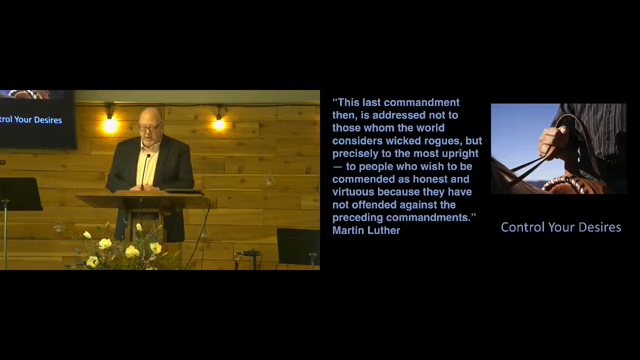 trol Your Desires
“This last commandment
then, is addressed not to
those whom the world
considers wicked rogues, but
precisely to the most upright
— to people who wish to be
commended as honest and
virtuous because they have
not offended against the
preceding commandments.”
Martin Luther
Control Your Desires